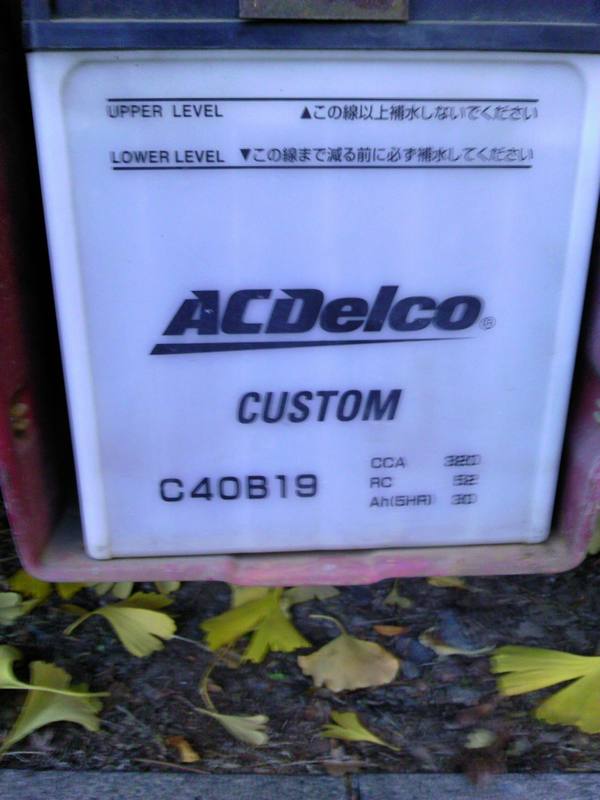 UPPER LEVEL ▲この線以上補水しないでください
LOWER LEVEL ▼この線まで減る前に必ず補水してください
ACDelco®
CUSTOM
C40B19
CCA 320
RC 52
Ah(5HR) 30